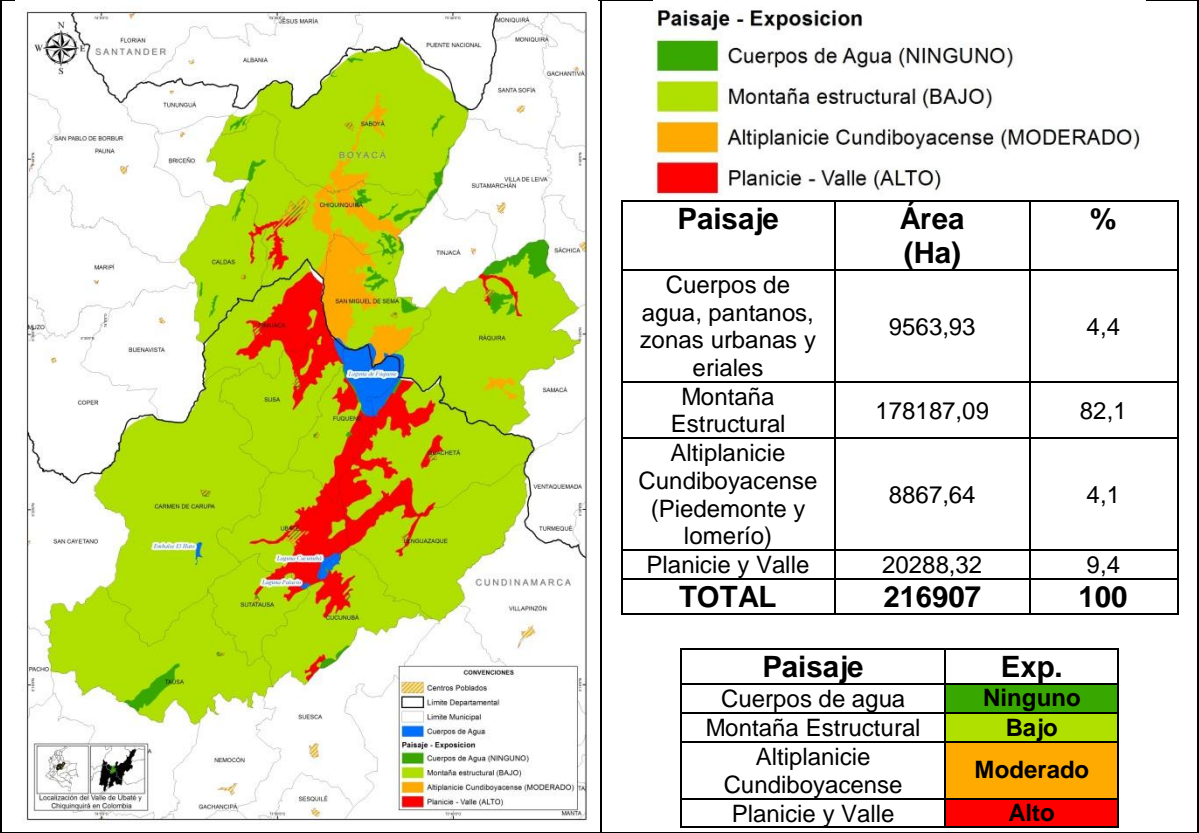 JESUS MARÍA
MONIQUIRÁ
N
W
E
S
FLORIAN
SANTANDER
ALBANIA
PUENTE NACIONAL
MONIQUIRÁ
GACHANTIVÁ
SANTA SOFÍA
TUNUNGUÁ
SABOYÁ
SAN PABLO DE BORBUR
PAUNA
BRICEÑO
BOYACÁ
VILLA DE LEIVA
SUTAMARCHÁN
CHIQUINQUIRÁ
TINJACÁ
SÁCHICA
CALDAS
MARIPÍ
SAN MIGUEL DE SEMA
MUZO
RÁQUIRA
BUENAVISTA
Laguna de Fúquene
SAMACÁ
COPER
SUSA
FUQUENE
VENTAQUEMADA
CARMEN DE CARUPA
TURMEQUÉ
SAN CAYETANO
Embalse El Hato
LENGUAZAQUE
Laguna Cucunubá
Laguna Palacio
CUNDINAMARCA
SUTATAUSA
VILLAPINZÓN
CUCUNUBÁ
PACHO
TAUSA
SUESCA
NEMOCÓN
SESQUILÉ
GACHANCIPÁ
MANTA
CONVENCIONES
Centros Poblados
Limite Departamental
Limite Municipal
Cuerpos de Agua
Paisaje - Exposicion
Cuerpos de Agua (NINGUNO)
Montaña estructural (BAJO)
Altiplanicie Cundiboyacense (MODERADO)
Planicie - Valle (ALTO)
Localización del Valle de Ubaté y
Chiquinquirá en Colombia
Paisaje - Exposicion
Cuerpos de Agua (NINGUNO)
Montaña estructural (BAJO)
Altiplanicie Cundiboyacense (MODERADO)
Planicie - Valle (ALTO)
Paisaje Área (Ha) %
Cuerpos de
agua, pantanos,
zonas urbanas y
eriales
9563,93 4,4
Montaña
Estructural
178187,09 82,1
Altiplanicie
Cundiboyacense
(Piedemonte y
lomerío)
8867,64 4,1
Planicie y Valle 20288,32 9,4
TOTAL 216907 100
Paisaje Exp.
Cuerpos de agua Ninguno
Montaña Estructural Bajo
Altiplanicie
Cundiboyacense
Moderado
Planicie y Valle Alto